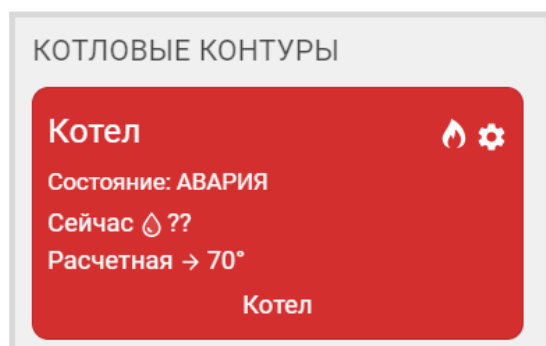 КОТЛОВЫЕ КОНТУРЫ
Котел
Состояние: АВАРИЯ
Сейчас ??
Расчетная → 70°
Котел